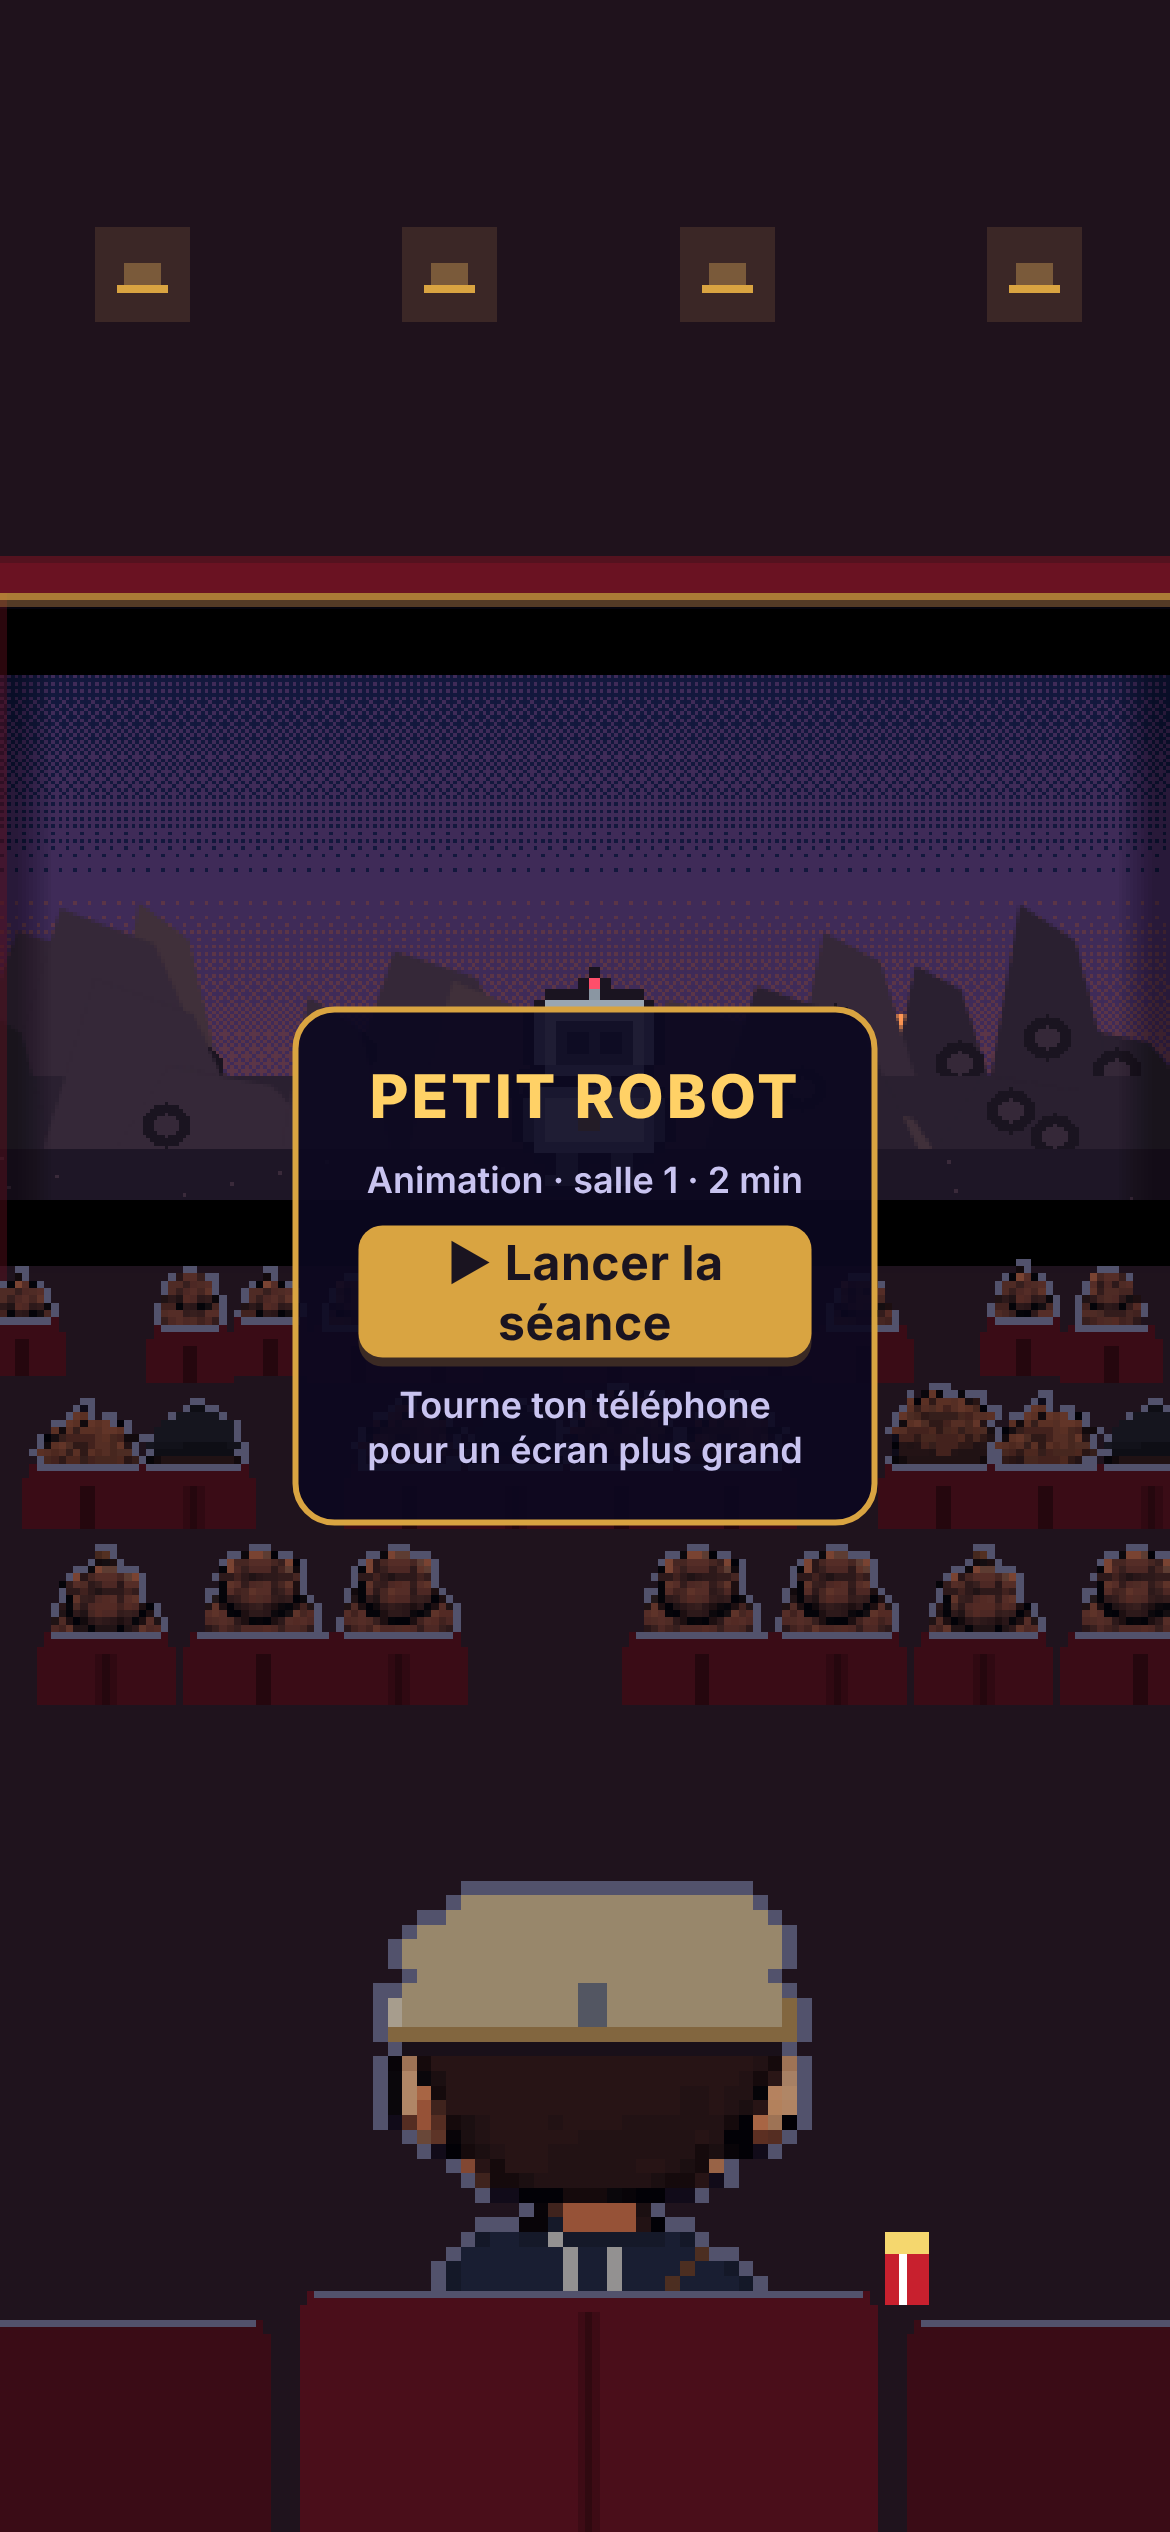 PETIT ROBOT
Animation · salle 1 · 2 min
▶ Lancer la
séance
Tourne ton téléphone
pour un écran plus grand